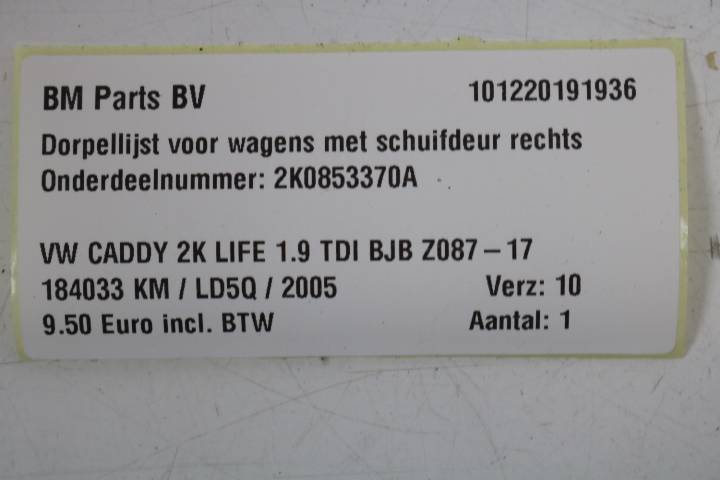 BM Parts BV 101220191936
Dorpellijst voor wagens met schuifdeur rechts
Onderdeelnummer: 2K0853370A
VW CADDY 2K LIFE 1.9 TDI BJB Z087-17
184033 KM / LD5Q / 2005 Verz: 10
9.50 Euro incl. BTW Aantal: 1